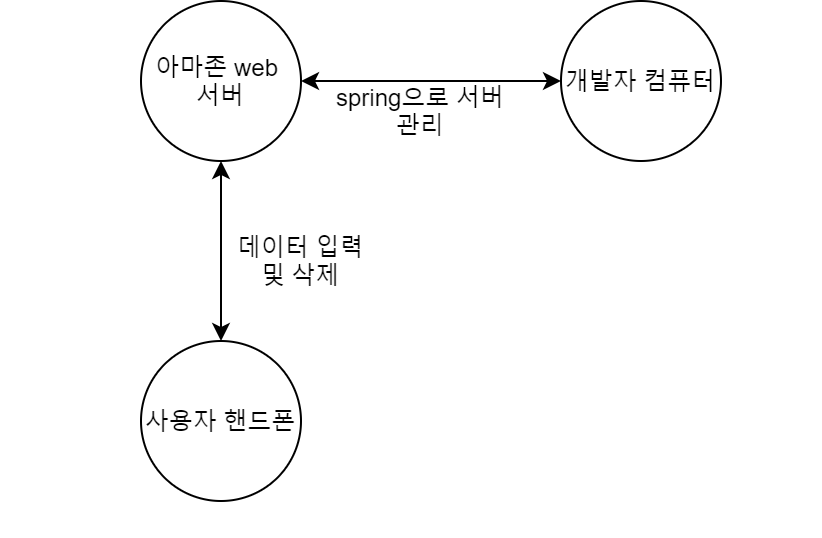 아마존 web
서버
spring으로 서버
관리
개발자 컴퓨터
데이터 입력
및 삭제
사용자 핸드폰